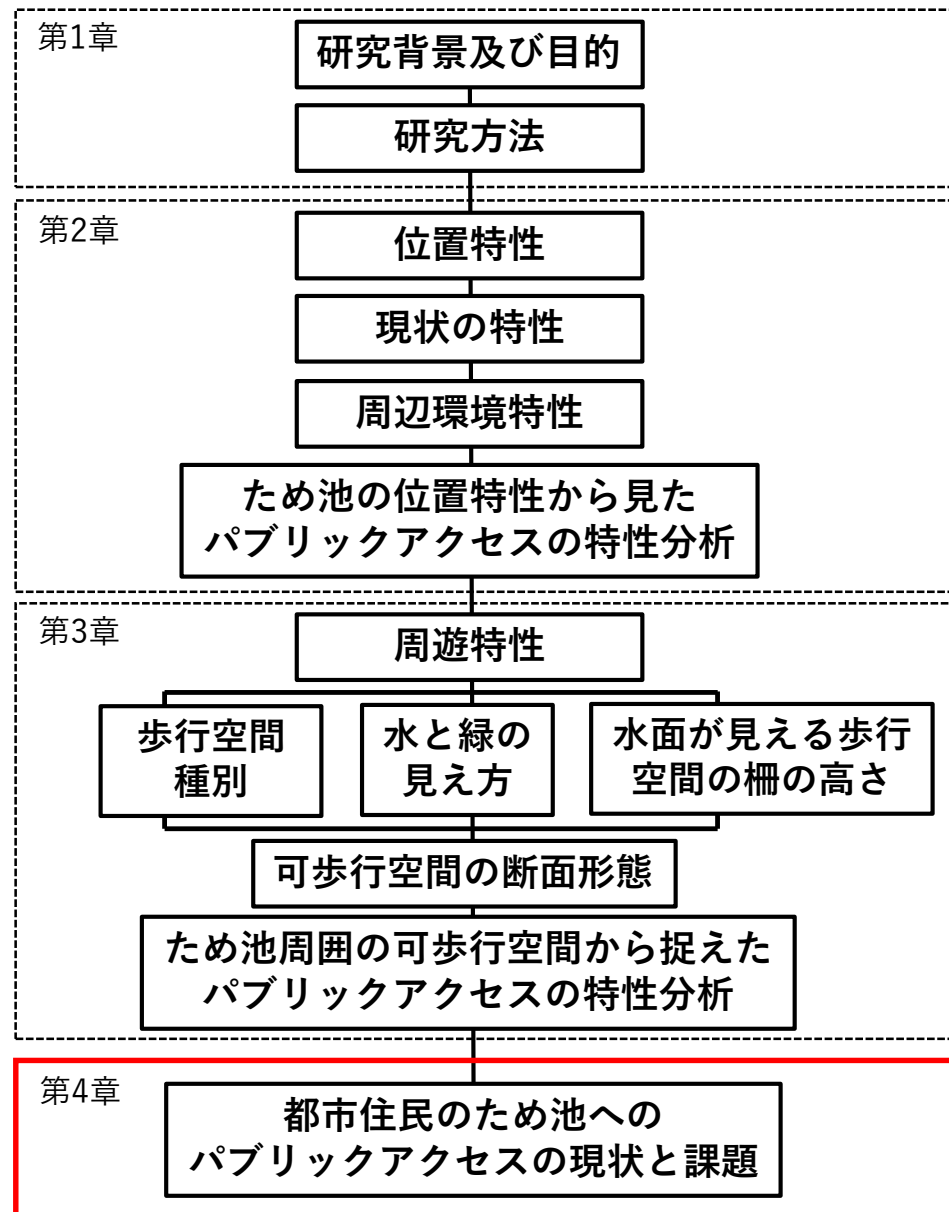 第1章
研究背景及び目的
研究方法
第2章
位置特性
現状の特性
周辺環境特性
ため池の位置特性から見た
パブリックアクセスの特性分析
第3章
周遊特性
歩行空間
種別
水と緑の
見え方
水面が見える歩行
空間の柵の高さ
可歩行空間の断面形態
ため池周囲の可歩行空間から捉えた
パブリックアクセスの特性分析
第4章
都市住民のため池への
パブリックアクセスの現状と課題